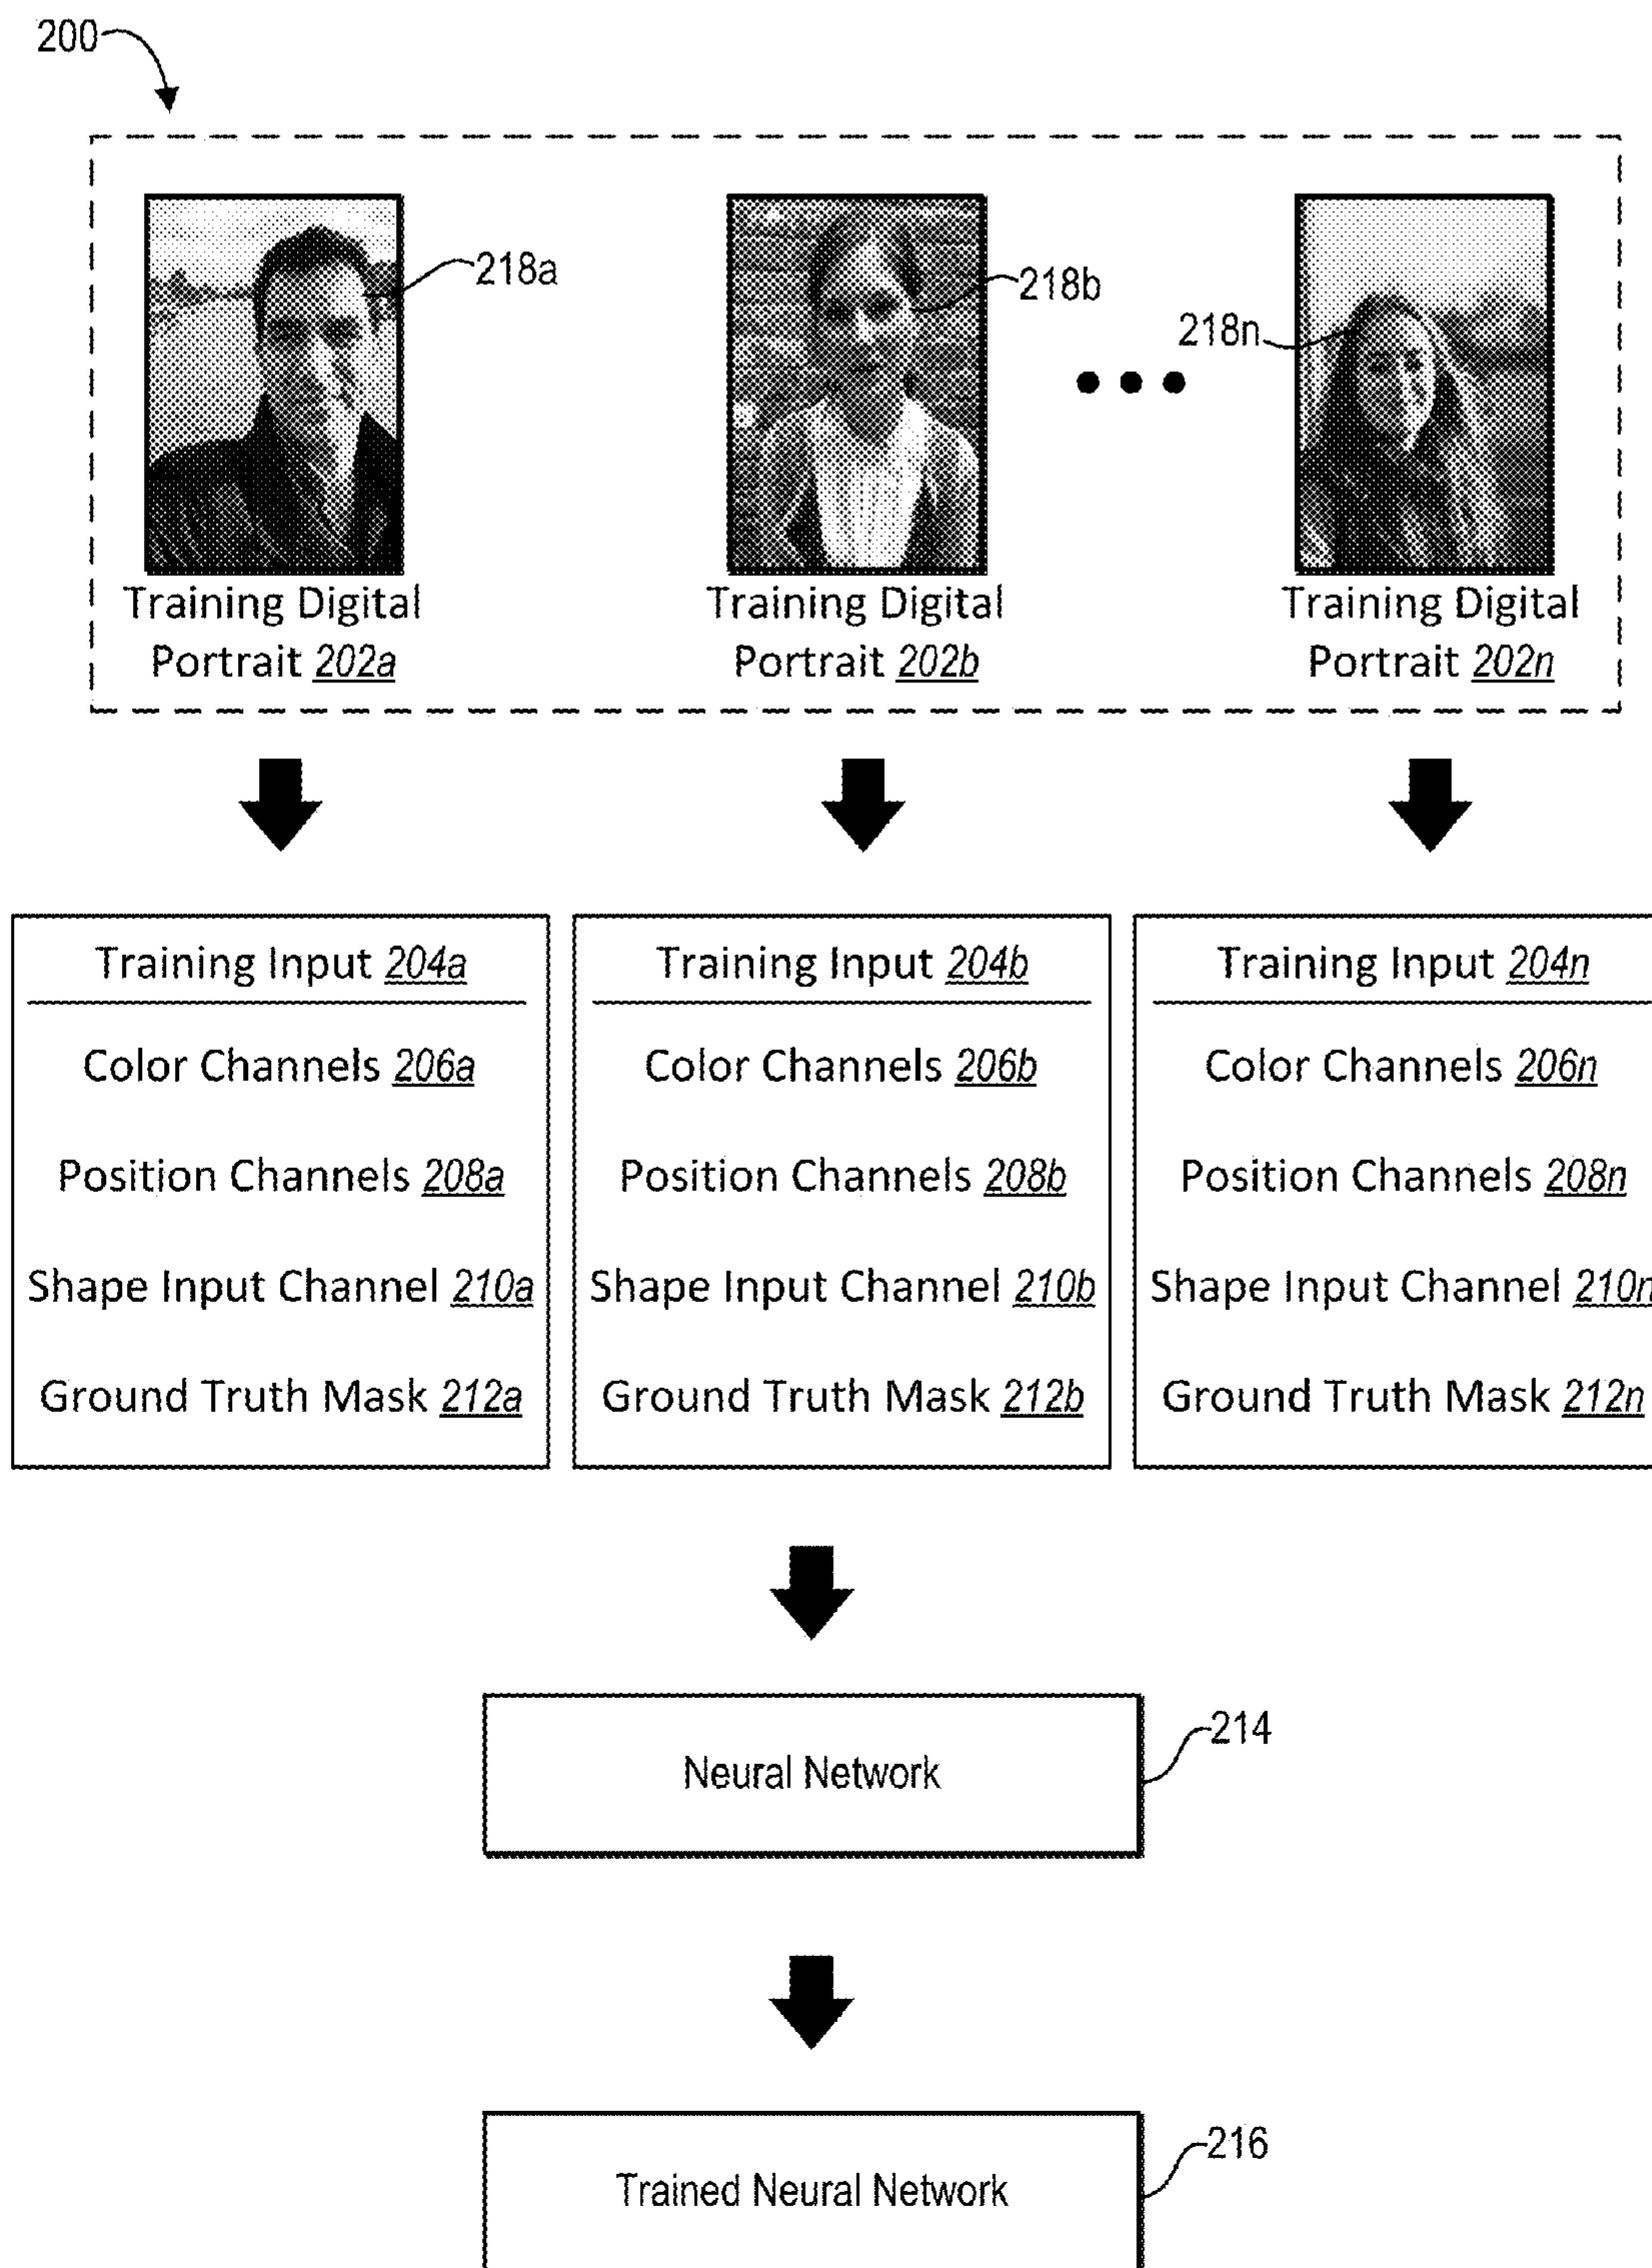 200
218a
218b
218n
Training Digital
Portrait 202a
Training Digital
Portrait 202b
Training Digital
Portrait 202n
Training Input 204a
Color Channels 206a
Position Channels 208a
Shape Input Channel 210a
Ground Truth Mask 212a
Training Input 204b
Color Channels 206b
Position Channels 208b
Shape Input Channel 210b
Ground Truth Mask 212b
Training Input 204n
Color Channels 206n
Position Channels 208n
Shape Input Channel 210n
Ground Truth Mask 212n
Neural Network
214
Trained Neural Network
216